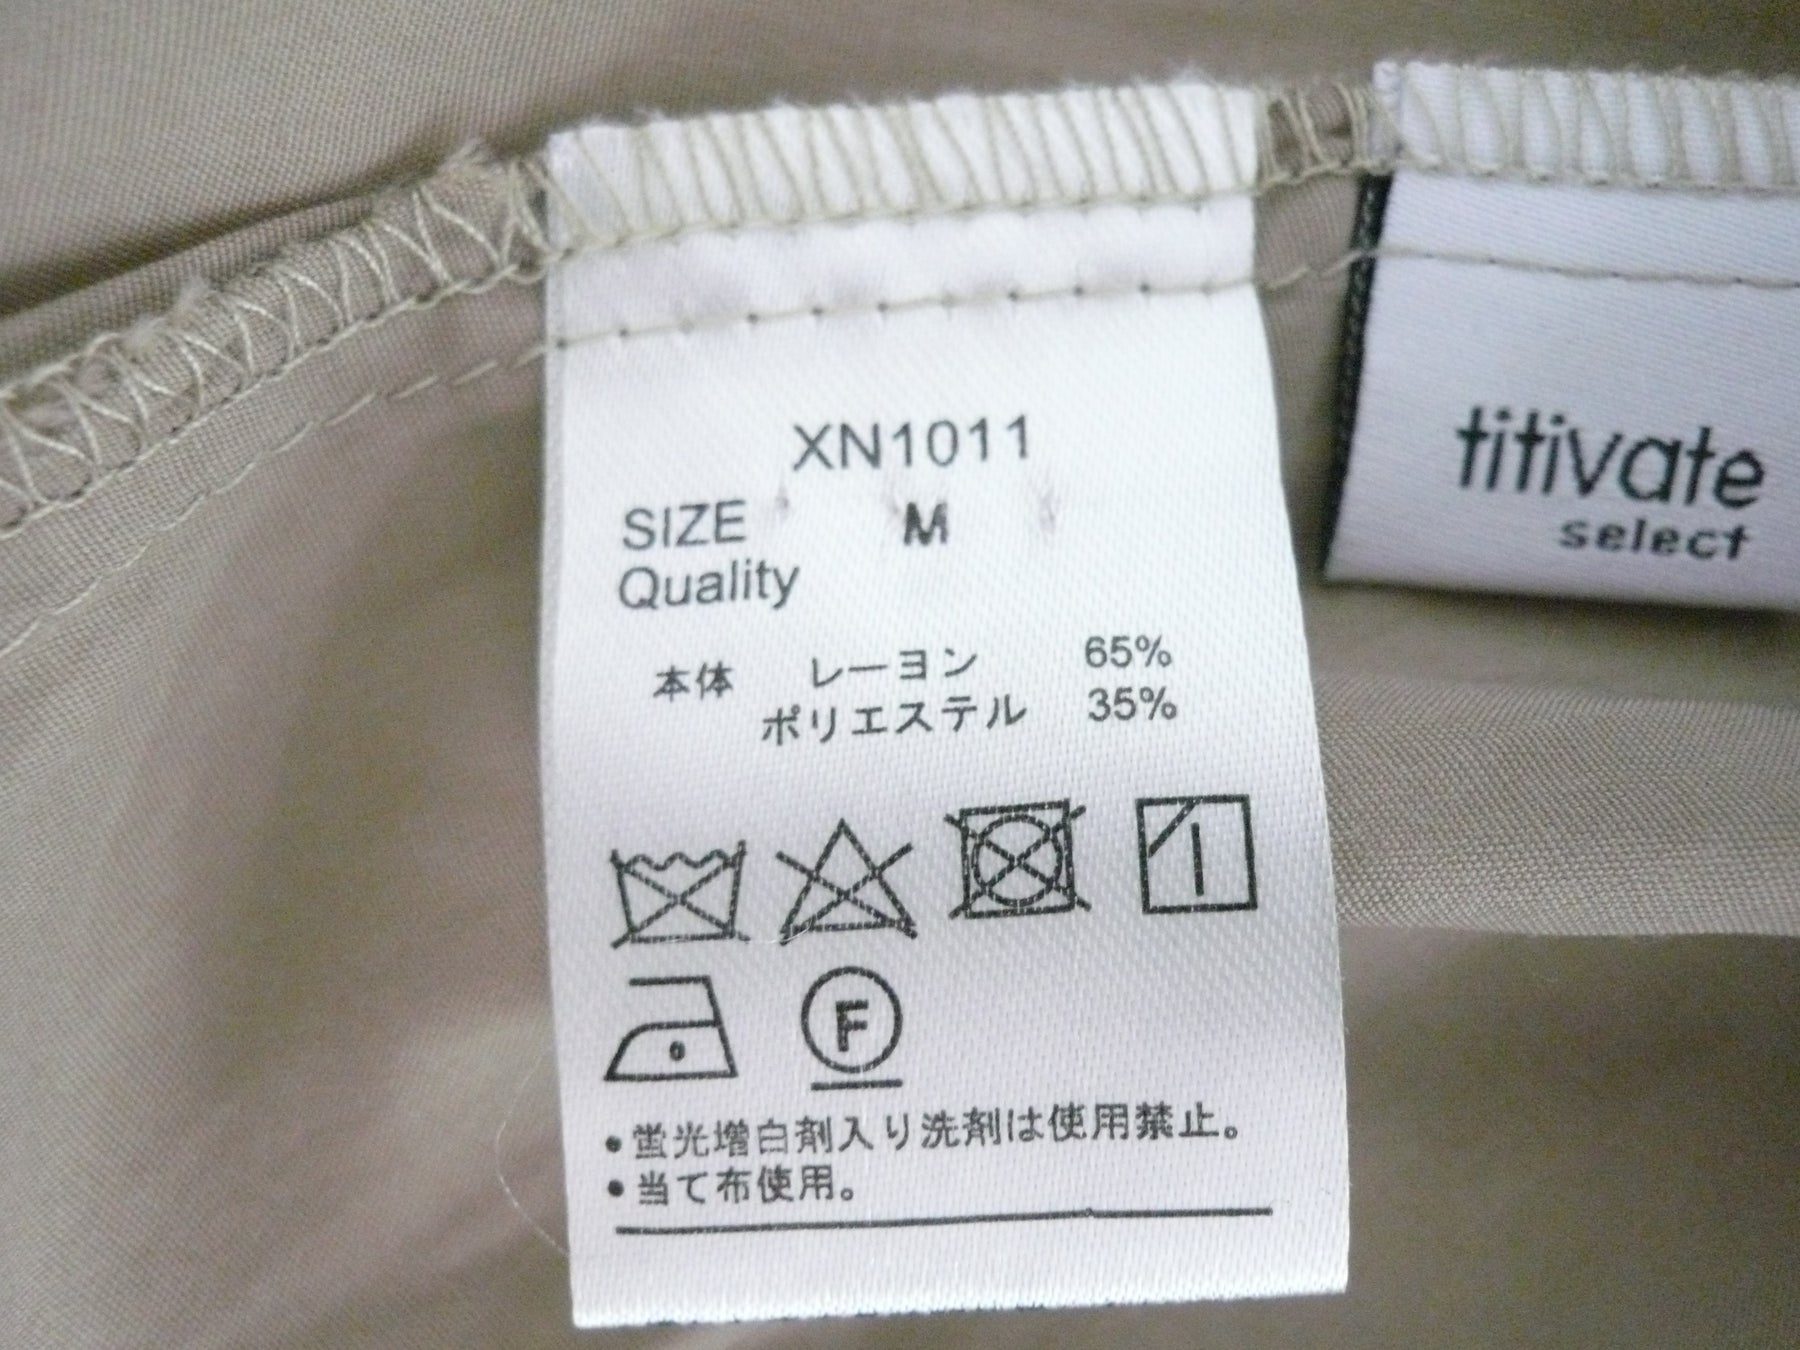 XN1011
SIZE M
Quality
本体 レーヨン 65%
ポリエステル 35%
F
•蛍光増白剤入り洗剤は使用禁止。
•当て布使用。
titivate
select